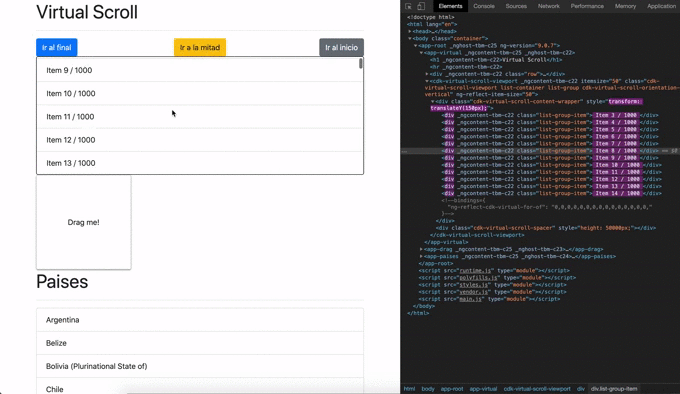 Virtual Scroll
Ir al final
Ir a la mitad
Ir al inicio
Item 9 / 1000
Item 10 / 1000
Item 11 / 1000
Item 12 / 1000
Item 13 / 1000
Drag me!
Paises
Argentina
Belize
Bolivia (Plurinational State of)
Chile
Elements Console Sources Network Performance Memory Application
<!doctype html>
<html lang="en">
<head>…</head>
<body class="container">
<app-root _nghost-tbm-c25 ng-version="9.0.7">
<app-virtual _ngcontent-tbm-c25 _nghost-tbm-c22>
<h1 _ngcontent-tbm-c22>Virtual Scroll</h1>
<hr _ngcontent-tbm-c22>
<div _ngcontent-tbm-c22 class="row">…</div>
<cdk-virtual-scroll-viewport _ngcontent-tbm-c22 itemsize="50" class="cdk-
virtual-scroll-viewport container list-group cdk-virtual-scroll-orientation-
vertical" ng-reflect-item-size="50">
<div class="cdk-virtual-scroll-content-wrapper" style="transform:
translateY(150px);">
<div _ngcontent-tbm-c22 class="list-group-item"> Item 3 / 1000 </div>
<div _ngcontent-tbm-c22 class="list-group-item"> Item 4 / 1000 </div>
<div _ngcontent-tbm-c22 class="list-group-item"> Item 5 / 1000 </div>
<div _ngcontent-tbm-c22 class="list-group-item"> Item 6 / 1000 </div>
<div _ngcontent-tbm-c22 class="list-group-item"> Item 7 / 1000 </div>
<div _ngcontent-tbm-c22 class="list-group-item"> Item 8 / 1000 </div> == $0
<div _ngcontent-tbm-c22 class="list-group-item"> Item 9 / 1000 </div>
<div _ngcontent-tbm-c22 class="list-group-item"> Item 10 / 1000 </div>
<div _ngcontent-tbm-c22 class="list-group-item"> Item 11 / 1000 </div>
<div _ngcontent-tbm-c22 class="list-group-item"> Item 12 / 1000 </div>
<div _ngcontent-tbm-c22 class="list-group-item"> Item 13 / 1000 </div>
<div _ngcontent-tbm-c22 class="list-group-item"> Item 14 / 1000 </div>
<!--bindings={
"ng-reflect-cdk-virtual-for-of": "0,0,0,0,0,0,0,0,0,0,0,0,"
}-->
</div>
<div class="cdk-virtual-scroll-spacer" style="height: 50000px;"></div>
</cdk-virtual-scroll-viewport>
</app-virtual>
<app-drag _ngcontent-tbm-c25 _nghost-tbm-c23>…</app-drag>
<app-paises _ngcontent-tbm-c25 _nghost-tbm-c24>…</app-paises>
</app-root>
<script src="runtime.js" type="module"></script>
<script src="polyfills.js" type="module"></script>
<script src="styles.js" type="module"></script>
<script src="vendor.js" type="module"></script>
<script src="main.js" type="module"></script>
</body>
</html>
html body app-root app-virtual cdk-virtual-scroll-viewport div div.list-group-item